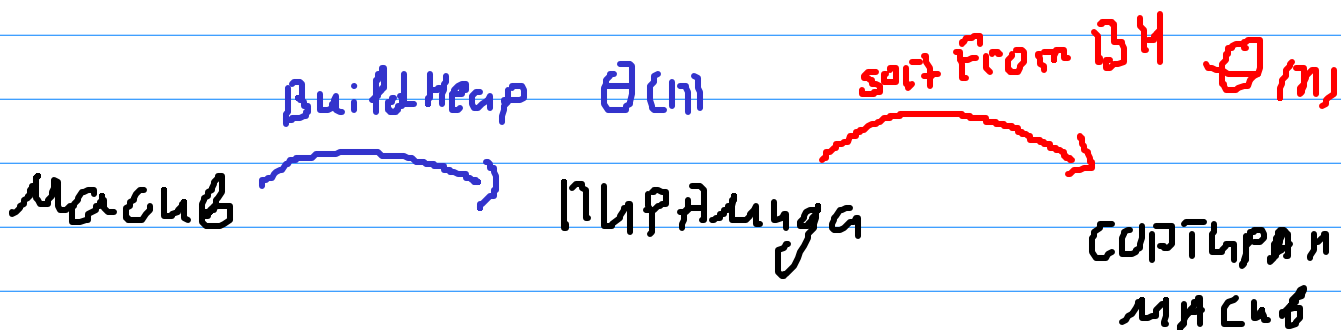 BuildHeap Θ(n)
sort From BH Θ(n)
Масив
ПИРАМИДА
СОРТИРАН
МАСИВ